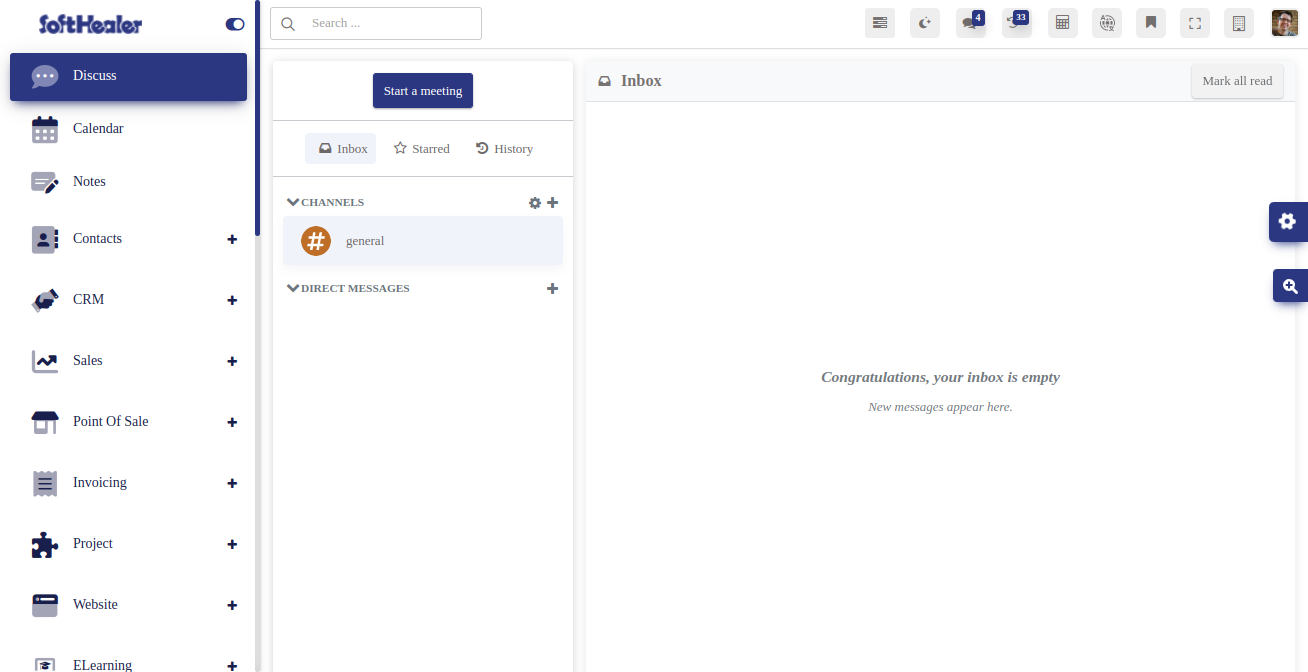 SoftHealer
Search ...
4
33
Discuss
Calendar
Notes
Contacts
CRM
Sales
Point Of Sale
Invoicing
Project
Website
ELearning
Start a meeting
Inbox
Starred
History
CHANNELS
general
DIRECT MESSAGES
Inbox
Mark all read
Congratulations, your inbox is empty
New messages appear here.